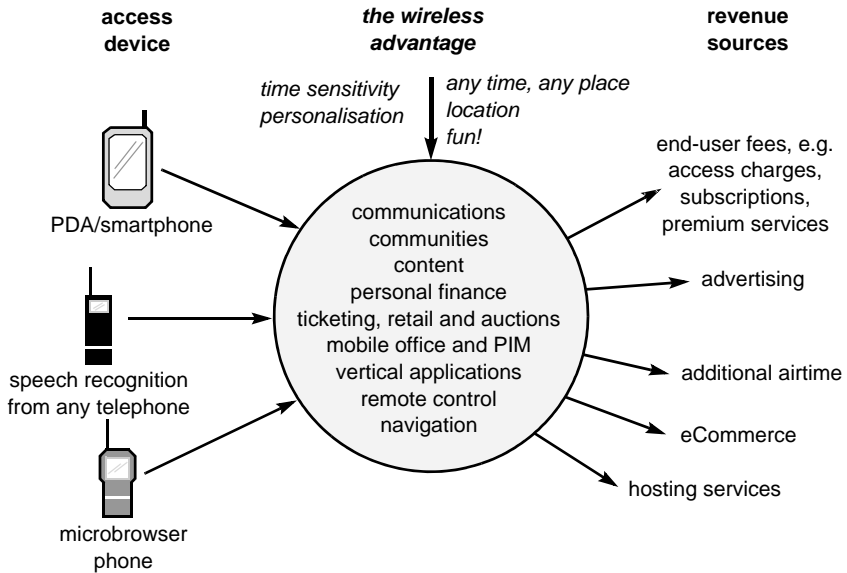 access
device
the wireless
advantage
revenue
sources
time sensitivity
personalisation
any time, any place
location
fun!
PDA/smartphone
speech recognition
from any telephone
microbrowser
phone
communications
communities
content
personal finance
ticketing, retail and auctions
mobile office and PIM
vertical applications
remote control
navigation
end-user fees, e.g.
access charges,
subscriptions,
premium services
advertising
additional airtime
eCommerce
hosting services